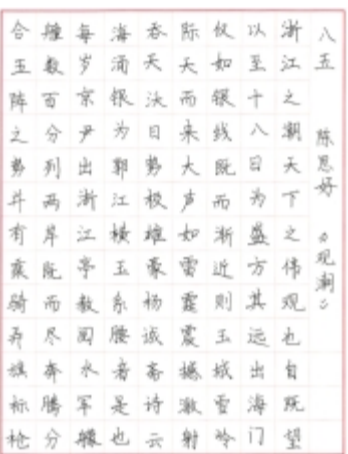 八五 陈思好 《观潮》
浙江之潮天下之伟观也自既望
以至十八日为盛方其远出海门
仅如银线既而渐近则玉城雪岭
际天而来大声如雷霆震撼激射
吞天沃日势极雄豪杨诚斋诗云
海涌银为郭江横玉系腰者是也
每岁京尹出浙江亭教阅水军艨
艟数百分列两岸既而尽奔腾分
合五阵之势并有乘骑弄旗标枪